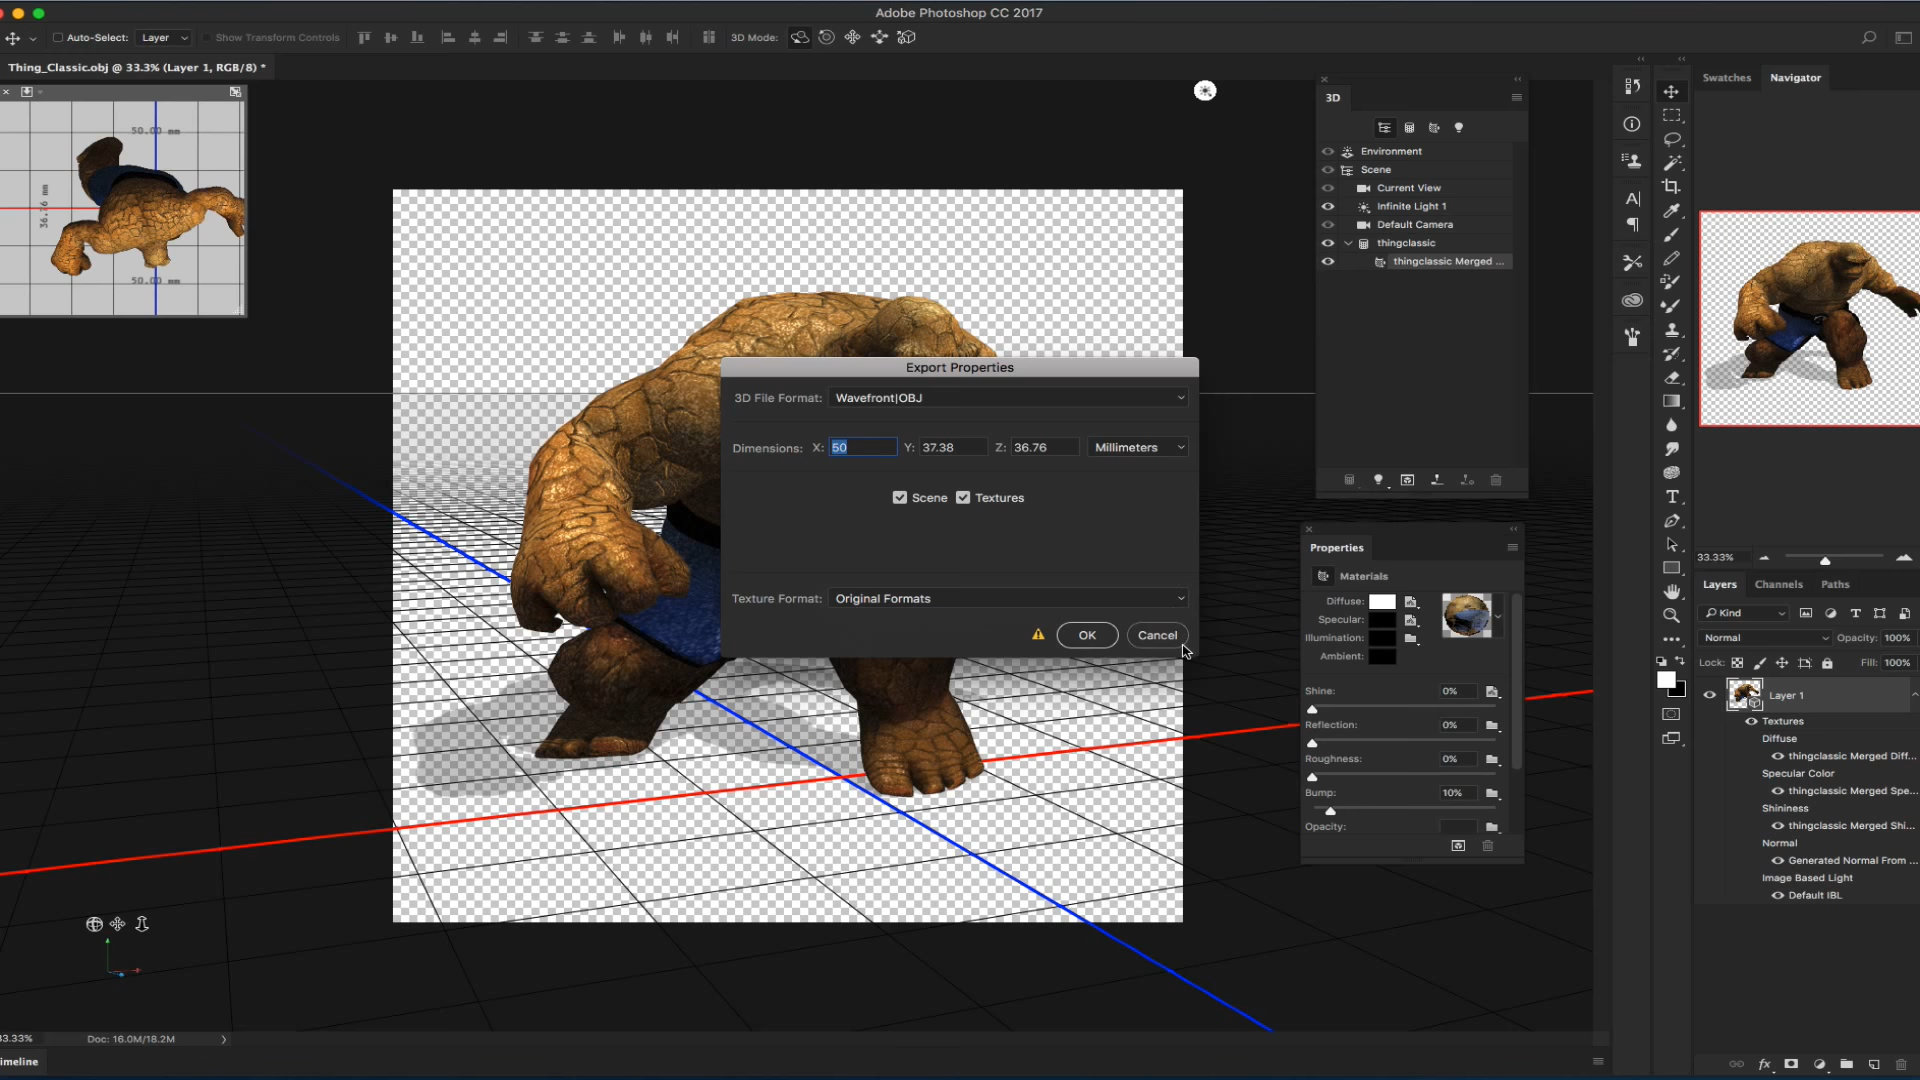 Adobe Photoshop CC 2017
Auto-Select: Layer Show Transform Controls 3D Mode:
Thing_Classic.obj @ 33.3% (Layer 1, RGB/8) *
50.00 mm
36.76 mm
50.00 mm
3D
Environment
Scene
Current View
Infinite Light 1
Default Camera
thingclassic
thingclassic Merged ...
Export Properties
3D File Format: Wavefront|OBJ
Dimensions: X: 50 Y: 37.38 Z: 36.76 Millimeters
Scene Textures
Texture Format: Original Formats
OK Cancel
Properties
Materials
Diffuse:
Specular:
Illumination:
Ambient:
Shine: 0%
Reflection: 0%
Roughness: 0%
Bump: 10%
Opacity:
Swatches Navigator
33.33%
Layers Channels Paths
Kind
Normal Opacity: 100%
Lock: Fill: 100%
Layer 1
Textures
Diffuse
thingclassic Merged Diff...
Specular Color
thingclassic Merged Spe...
Shininess
thingclassic Merged Shi...
Normal
Generated Normal From ...
Image Based Light
Default IBL
fx
33.33% Doc: 16.0M/18.2M
imeline